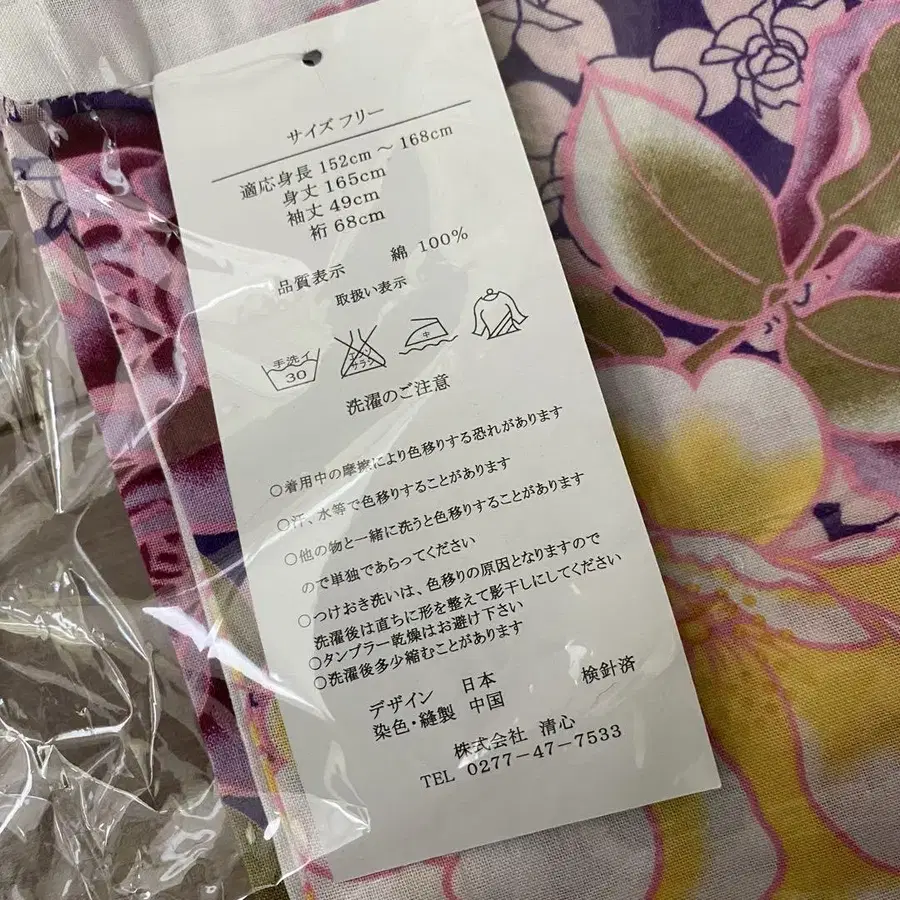 サイズ フリー
適応身長 152cm ～ 168cm
身丈 165cm
袖丈 49cm
裄 68cm
品質表示 綿 100%
取扱い表示
手洗イ
30
エンソ
サラシ
中
洗濯のご注意
○着用中の摩擦により色移りする恐れがあります
○汗、水等で色移りすることがあります
○他の物と一緒に洗うと色移りすることがあります
ので単独であらってください
○つけおき洗いは、色移りの原因となりますので
洗濯後は直ちに形を整えて影干しにしてください
○タンプラー乾燥はお避け下さい
○洗濯後多少縮むことがあります
デザイン 日本 検針済
染色・縫製 中国
株式会社 清心
TEL 0277-47-7533